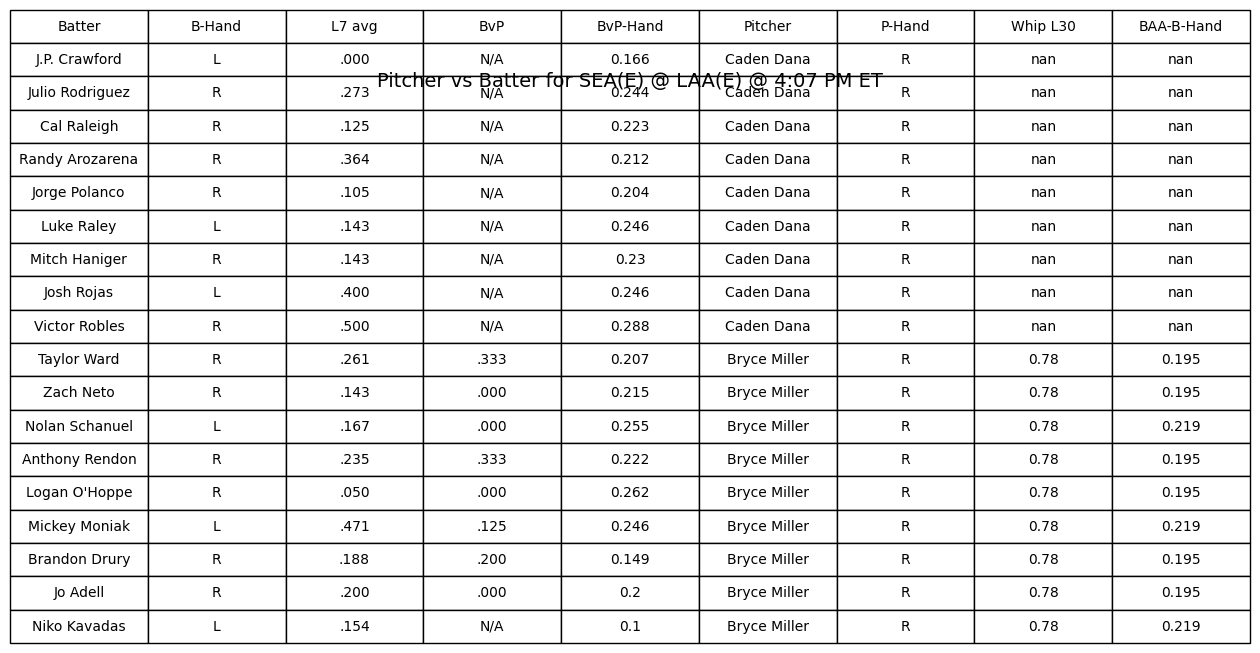 Batter B-Hand L7 avg BvP BvP-Hand Pitcher P-Hand Whip L30 BAA-B-Hand
J.P. Crawford L .000 N/A 0.166 Caden Dana R nan nan
Pitcher vs Batter for SEA(E) @ LAA(E) @ 4:07 PM ET
Julio Rodriguez R .273 N/A 0.244 Caden Dana R nan nan
Cal Raleigh R .125 N/A 0.223 Caden Dana R nan nan
Randy Arozarena R .364 N/A 0.212 Caden Dana R nan nan
Jorge Polanco R .105 N/A 0.204 Caden Dana R nan nan
Luke Raley L .143 N/A 0.246 Caden Dana R nan nan
Mitch Haniger R .143 N/A 0.23 Caden Dana R nan nan
Josh Rojas L .400 N/A 0.246 Caden Dana R nan nan
Victor Robles R .500 N/A 0.288 Caden Dana R nan nan
Taylor Ward R .261 .333 0.207 Bryce Miller R 0.78 0.195
Zach Neto R .143 .000 0.215 Bryce Miller R 0.78 0.195
Nolan Schanuel L .167 .000 0.255 Bryce Miller R 0.78 0.219
Anthony Rendon R .235 .333 0.222 Bryce Miller R 0.78 0.195
Logan O'Hoppe R .050 .000 0.262 Bryce Miller R 0.78 0.195
Mickey Moniak L .471 .125 0.246 Bryce Miller R 0.78 0.219
Brandon Drury R .188 .200 0.149 Bryce Miller R 0.78 0.195
Jo Adell R .200 .000 0.2 Bryce Miller R 0.78 0.195
Niko Kavadas L .154 N/A 0.1 Bryce Miller R 0.78 0.219